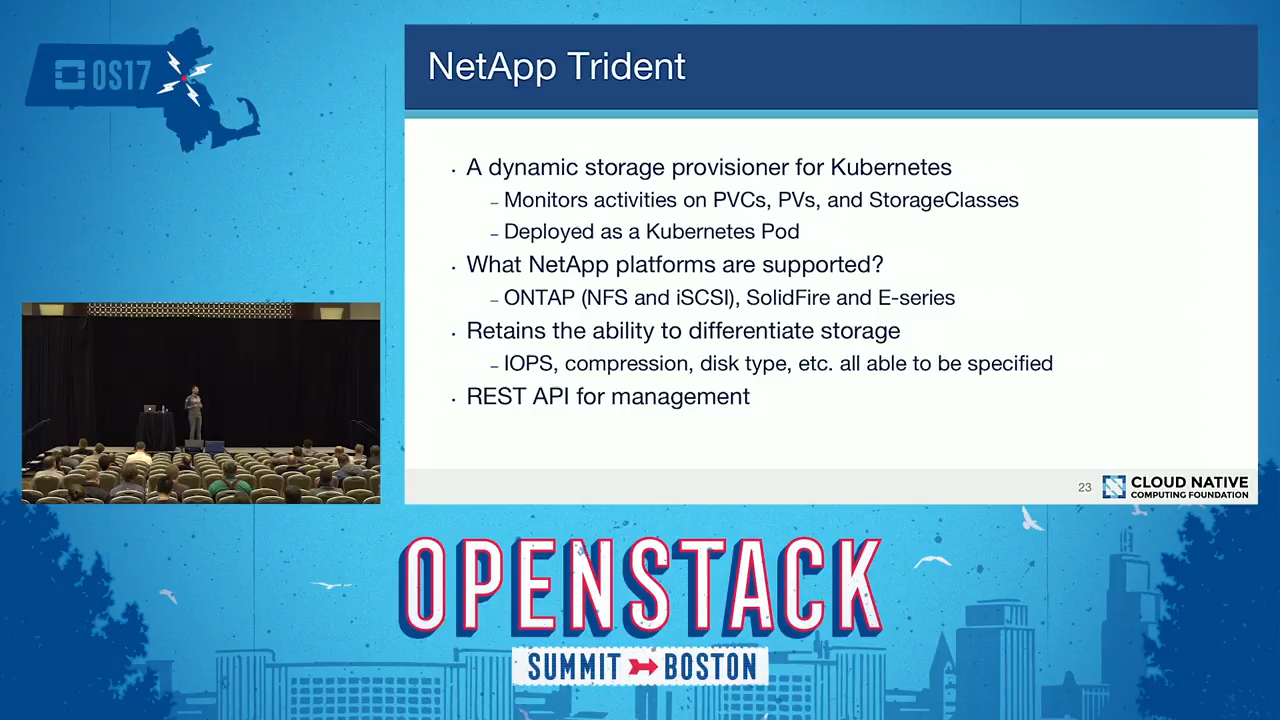 OS17
NetApp Trident
· A dynamic storage provisioner for Kubernetes
– Monitors activities on PVCs, PVs, and StorageClasses
– Deployed as a Kubernetes Pod
· What NetApp platforms are supported?
– ONTAP (NFS and iSCSI), SolidFire and E-series
· Retains the ability to differentiate storage
– IOPS, compression, disk type, etc. all able to be specified
· REST API for management
23
CLOUD NATIVE
COMPUTING FOUNDATION
OPENSTACK
SUMMIT BOSTON